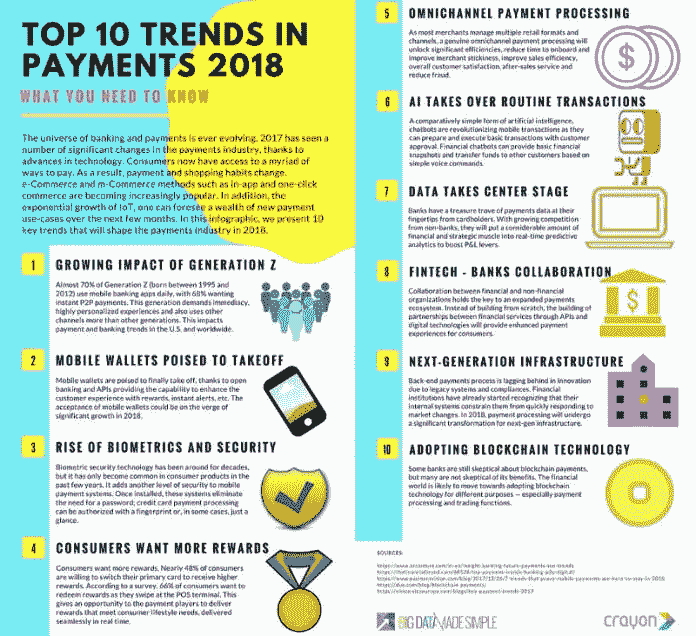 TOP 10 TRENDS IN
PAYMENTS 2018
WHAT YOU NEED TO KNOW
The universe of banking and payments is ever evolving. 2017 has seen a
number of significant changes in the payments industry, thanks to
advances in technology. Consumers now have access to a myriad of
ways to pay. As a result, payment and shopping habits change.
e-Commerce and m-Commerce methods such as in-app and one-click
commerce are becoming increasingly popular. In addition, the
exponential growth of IoT, one can foresee a wealth of new payment
use-cases over the next few months. In this infographic, we present 10
key trends that will shape the payments industry in 2018.
1
GROWING IMPACT OF GENERATION Z
Almost 70% of Generation Z (born between 1995 and
2012) use mobile banking apps daily, with 68% wanting
instant P2P payments. This generation demands immediacy,
highly personalized experiences and also uses other
channels more than other generations. This impacts
payment and banking trends in the U.S. and worldwide.
2
MOBILE WALLETS POISED TO TAKEOFF
Mobile wallets are poised to finally take off, thanks to open
banking and APIs providing the capability to enhance the
customer experience with rewards, instant alerts, etc. The
acceptance of mobile wallets could be on the verge of
significant growth in 2018.
3
RISE OF BIOMETRICS AND SECURITY
Biometric security technology has been around for decades,
but it has only become common in consumer products in the
past few years. It adds another level of security to mobile
payment systems. Once installed, these systems eliminate
the need for a password; credit card payment processing
can be authorized with a fingerprint or, in some cases, just a
glance.
4
CONSUMERS WANT MORE REWARDS
Consumers want more rewards. Nearly 48% of consumers
are willing to switch their primary card to receive higher
rewards. According to a survey, 66% of consumers want to
redeem rewards as they swipe at the POS terminal. This
gives an opportunity to the payment players to deliver
rewards that meet consumer lifestyle needs, delivered
seamlessly in real time.
5
OMNICHANNEL PAYMENT PROCESSING
As most merchants manage multiple retail formats and
channels, a genuine omnichannel payment processing will
unlock significant efficiencies, reduce time to onboard and
improve merchant stickiness, improve sales efficiency,
overall customer satisfaction, after-sales service and
reduce fraud.
6
AI TAKES OVER ROUTINE TRANSACTIONS
A comparatively simple form of artificial intelligence,
chatbots are revolutionizing mobile transactions as they
can prepare and execute basic transactions with customer
approval. Financial chatbots can provide basic financial
snapshots and transfer funds to other customers based on
simple voice commands.
7
DATA TAKES CENTER STAGE
Banks have a treasure trove of payments data at their
fingertips from cardholders. With growing competition
from non-banks, they will put a considerable amount of
financial and strategic muscle into real-time predictive
analytics to boost P&L levers.
8
FINTECH - BANKS COLLABORATION
Collaboration between financial and non-financial
organizations holds the key to an expanded payments
ecosystem. Instead of building from scratch, the building of
partnerships between financial services through APIs and
digital technologies will provide enhanced payment
experiences for consumers.
9
NEXT-GENERATION INFRASTRUCTURE
Back-end payments process is lagging behind in innovation
due to legacy systems and compliances. Financial
institutions have already started recognizing that their
internal systems constrain them from quickly responding to
market changes. In 2018, payment processing will undergo
a significant transformation for next-gen infrastructure.
10
ADOPTING BLOCKCHAIN TECHNOLOGY
Some banks are still skeptical about blockchain payments,
but many are not skeptical of its benefits. The financial
world is likely to move towards adopting blockchain
technology for different purposes — especially payment
processing and trading functions.
SOURCES:
BIG DATA MADE SIMPLE
crayon